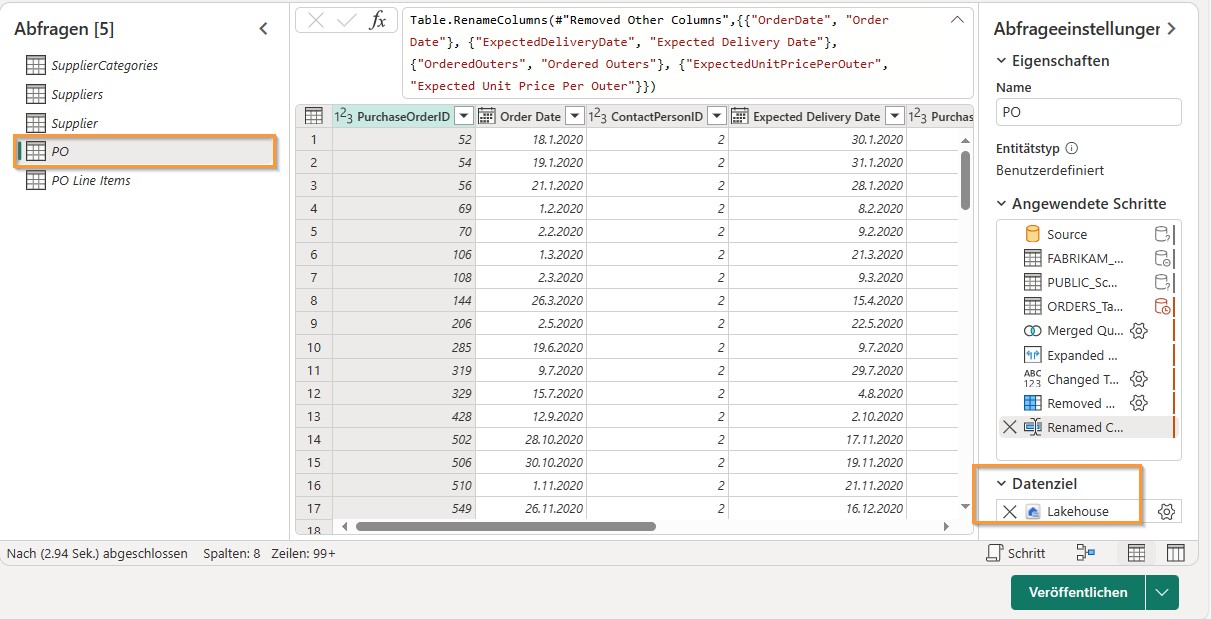 Abfragen [5]
SupplierCategories
Suppliers
Supplier
PO
PO Line Items
fx
Table.RenameColumns(#"Removed Other Columns",{{"OrderDate", "Order
Date"}, {"ExpectedDeliveryDate", "Expected Delivery Date"},
{"OrderedOuters", "Ordered Outers"}, {"ExpectedUnitPricePerOuter",
"Expected Unit Price Per Outer"}})
1²3 PurchaseOrderID Order Date 1²3 ContactPersonID Expected Delivery Date 1²3 Purchas
1 52 18.1.2020 2 30.1.2020
2 54 19.1.2020 2 31.1.2020
3 56 21.1.2020 2 28.1.2020
4 69 1.2.2020 2 8.2.2020
5 70 2.2.2020 2 9.2.2020
6 106 1.3.2020 2 21.3.2020
7 108 2.3.2020 2 9.3.2020
8 144 26.3.2020 2 15.4.2020
9 206 2.5.2020 2 22.5.2020
10 285 19.6.2020 2 9.7.2020
11 319 9.7.2020 2 29.7.2020
12 329 15.7.2020 2 4.8.2020
13 428 12.9.2020 2 2.10.2020
14 502 28.10.2020 2 17.11.2020
15 506 30.10.2020 2 19.11.2020
16 510 1.11.2020 2 21.11.2020
17 549 26.11.2020 2 16.12.2020
18
Abfrageeinstellunger
Eigenschaften
Name
PO
Entitätstyp
Benutzerdefiniert
Angewendete Schritte
Source
FABRIKAM_...
PUBLIC_Sc...
ORDERS_Ta...
Merged Qu...
Expanded ...
ABC
123 Changed T...
Removed ...
Renamed C...
Datenziel
Lakehouse
Nach (2.94 Sek.) abgeschlossen Spalten: 8 Zeilen: 99+
Schritt
Veröffentlichen